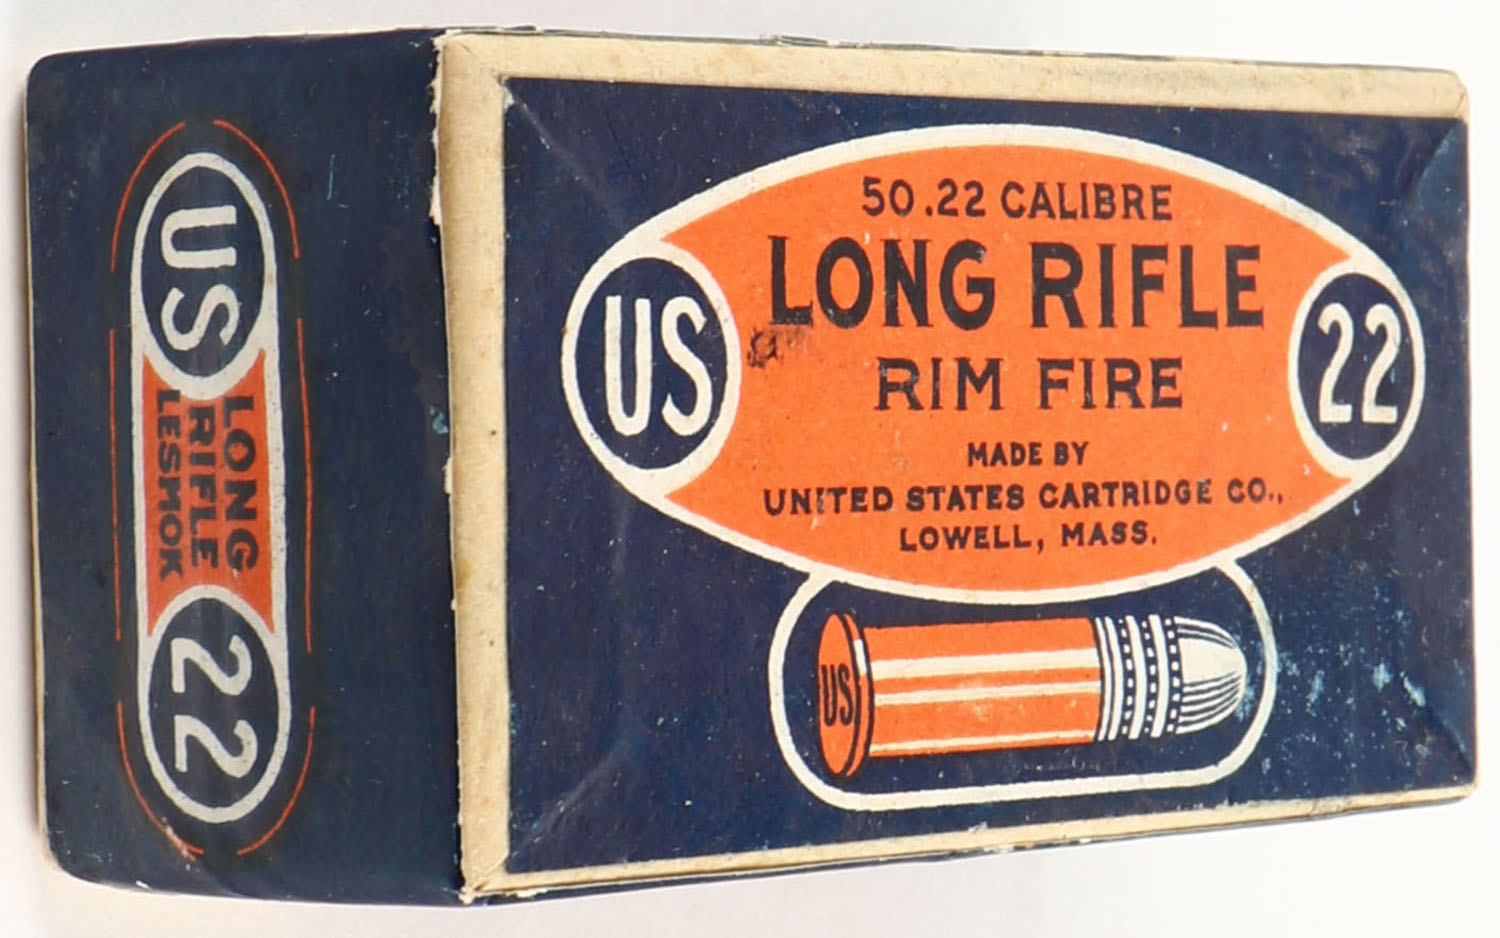 50 .22 CALIBRE
LONG RIFLE
RIM FIRE
US
22
MADE BY
UNITED STATES CARTRIDGE CO.,
LOWELL, MASS.
US
US
LONG
RIFLE
LESMOK
22